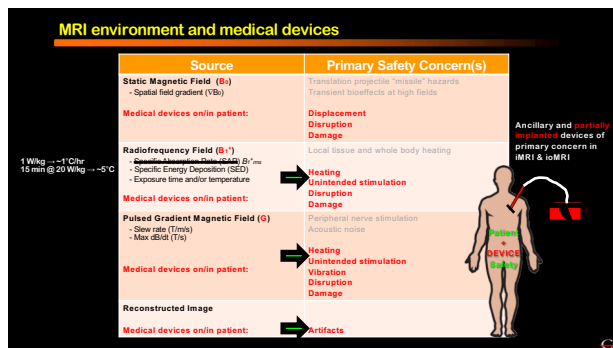 MRI environment and medical devices
Source
Primary Safety Concern(s)
Static Magnetic Field (B0)
- Spatial field gradient (∇B0)
Medical devices on/in patient:
Translation projectile “missile” hazards
Transient bioeffects at high fields
Displacement
Disruption
Damage
1 W/kg → ~1°C/hr
15 min @ 20 W/kg → ~5°C
Radiofrequency Field (B1+)
- Specific Absorption Rate (SAR) B1+rms
- Specific Energy Deposition (SED)
- Exposure time and/or temperature
Medical devices on/in patient:
Local tissue and whole body heating
Heating
Unintended stimulation
Disruption
Damage
Pulsed Gradient Magnetic Field (G)
- Slew rate (T/m/s)
- Max dB/dt (T/s)
Medical devices on/in patient:
Peripheral nerve stimulation
Acoustic noise
Heating
Unintended stimulation
Vibration
Disruption
Damage
Reconstructed Image
Medical devices on/in patient:
Artifacts
Ancillary and partially
implanted devices of
primary concern in
iMRI & ioMRI
Patient
+
DEVICE
Safety